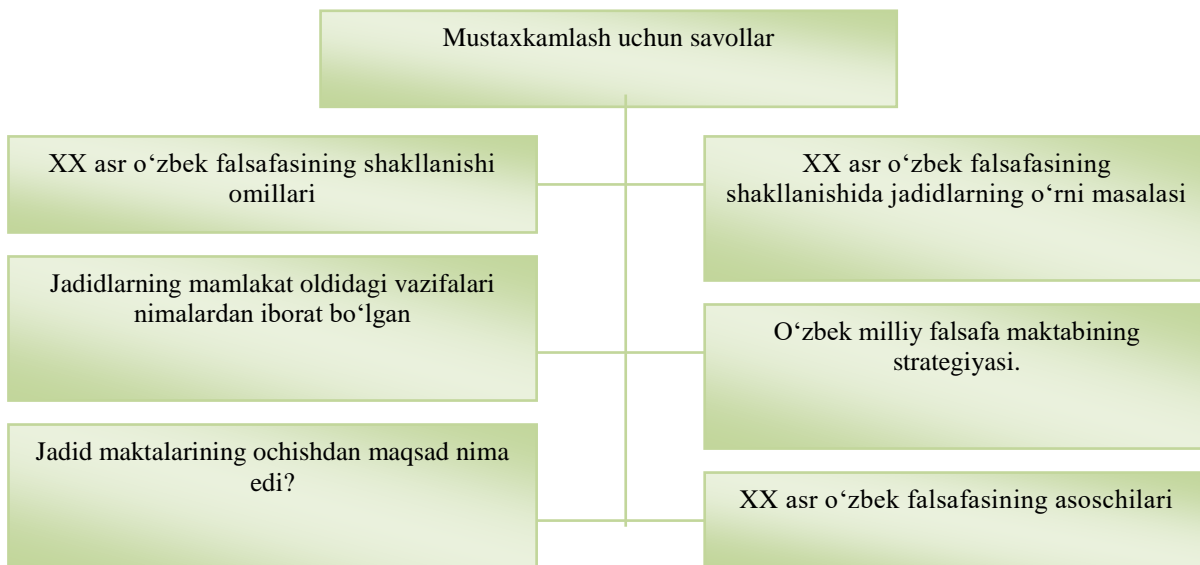 Mustaxkamlash uchun savollar
XX asr o‘zbek falsafasining shakllanishi
omillari
XX asr o‘zbek falsafasining
shakllanishida jadidlarning o‘rni masalasi
Jadidlarning mamlakat oldidagi vazifalari
nimalardan iborat bo‘lgan
O‘zbek milliy falsafa maktabining
strategiyasi.
Jadid maktalarining ochishdan maqsad nima
edi?
XX asr o‘zbek falsafasining asoschilari